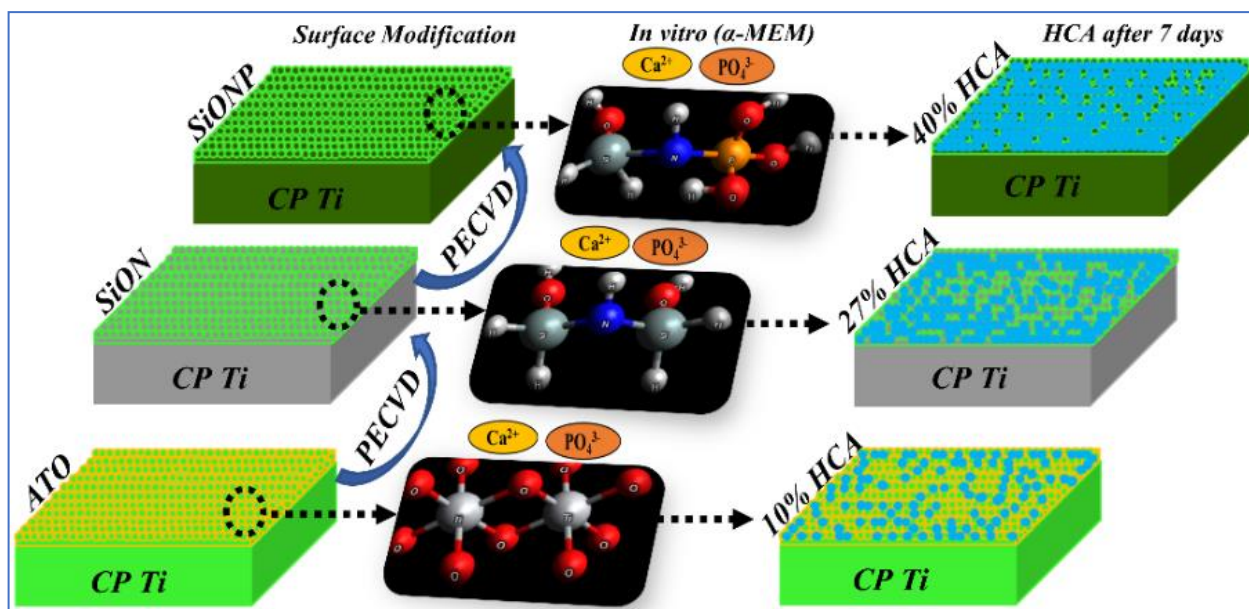 Surface Modification
In vitro (α-MEM)
HCA after 7 days
SiONP
Ca²⁺
PO₄³⁻
40% HCA
H
O
H
O
H
H
S
N
P
O
H
H
H
O
CP Ti
CP Ti
PECVD
SiON
Ca²⁺
PO₄³⁻
27% HCA
H
H
H
O
O
S
N
S
H
H
H
H
CP Ti
CP Ti
PECVD
ATO
Ca²⁺
PO₄³⁻
10% HCA
O
O
O
O
O
Ti
Ti
O
O
O
O
O
CP Ti
CP Ti